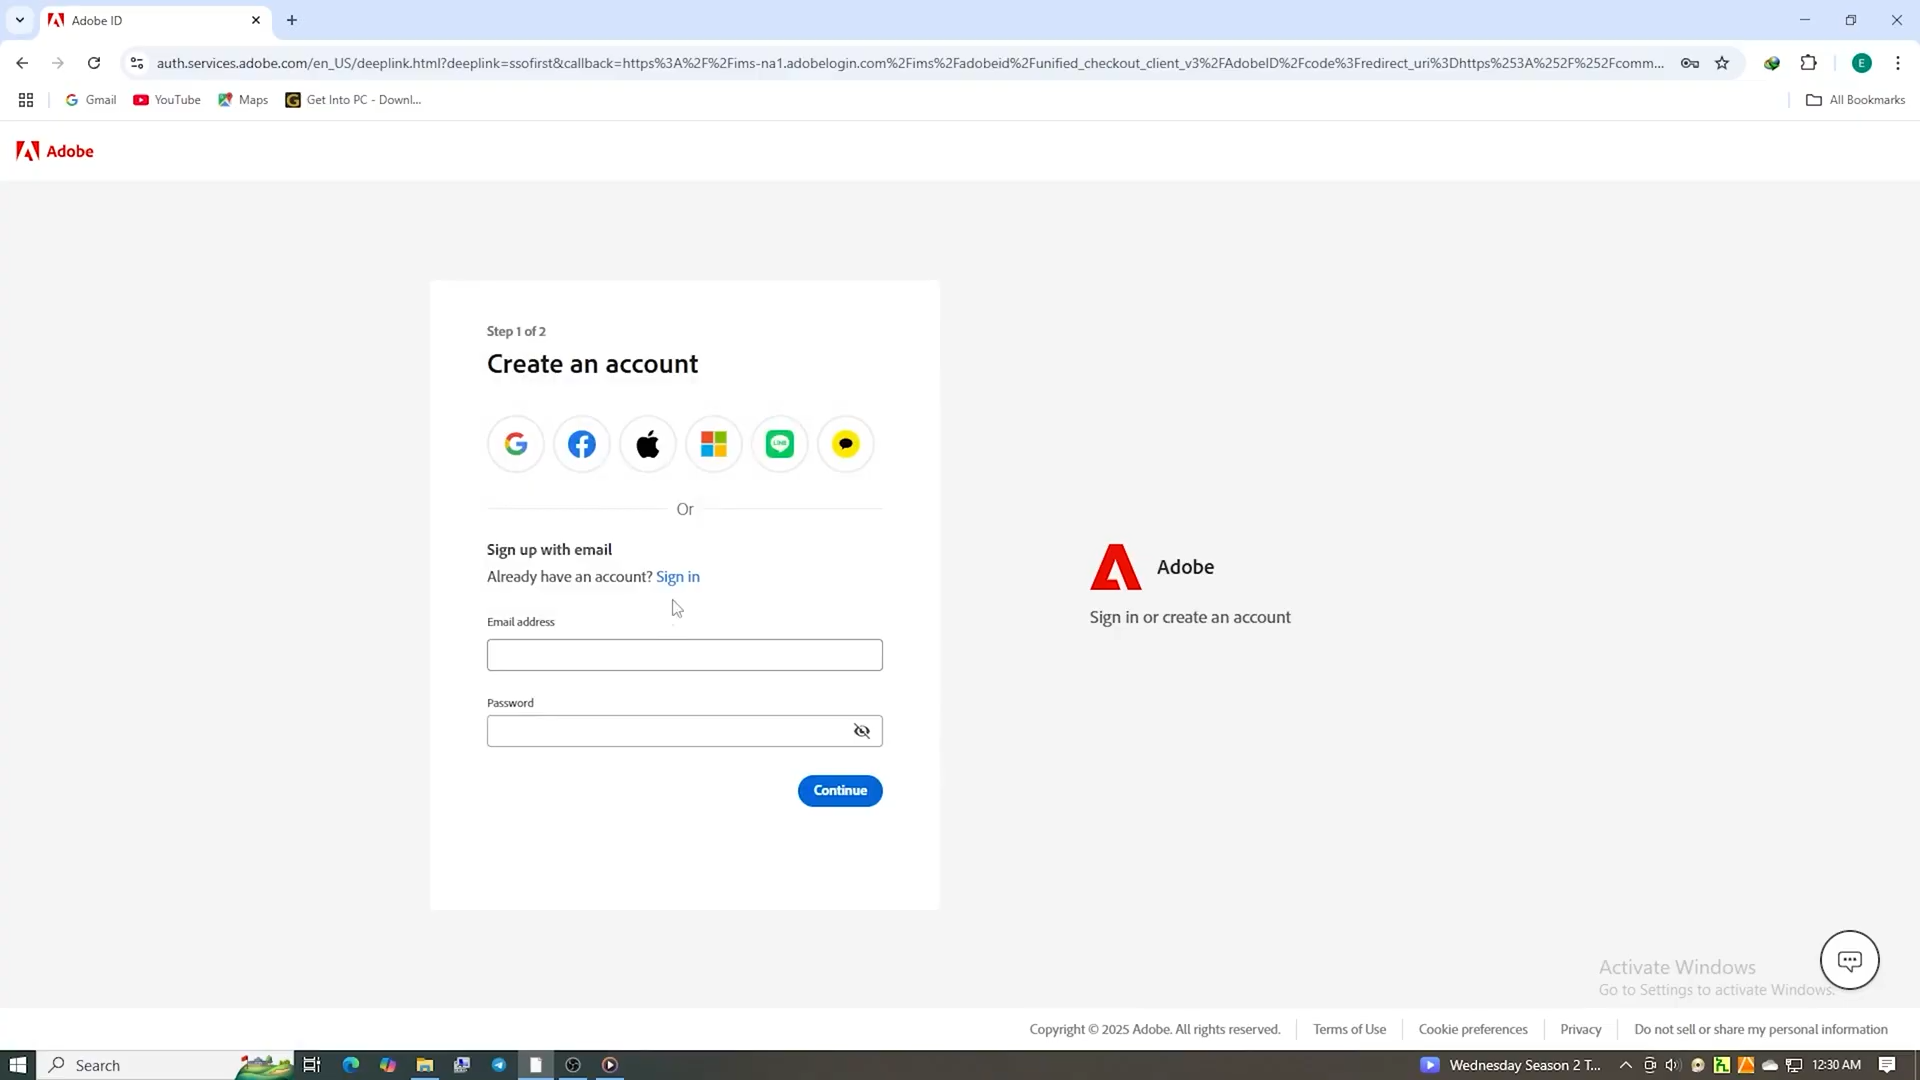 Adobe ID
auth.services.adobe.com/en_US/deeplink.html?deeplink=ssofirst&callback=https%3A%2F%2Fims-na1.adobelogin.com%2Fims%2Fadobeid%2Funified_checkout_client_v3%2FAdobeID%2Fcode%3Fredirect_uri%3Dhttps%253A%252F%252Fcomm...
E
Gmail
YouTube
Maps
Get Into PC - Downl...
All Bookmarks
Adobe
Step 1 of 2
Create an account
LINE
Or
Sign up with email
Already have an account? Sign in
Email address
Password
Continue
Adobe
Sign in or create an account
Activate Windows
Go to Settings to activate Windows.
Copyright © 2025 Adobe. All rights reserved.
Terms of Use
Cookie preferences
Privacy
Do not sell or share my personal information
Search
Wednesday Season 2 T...
12:30 AM